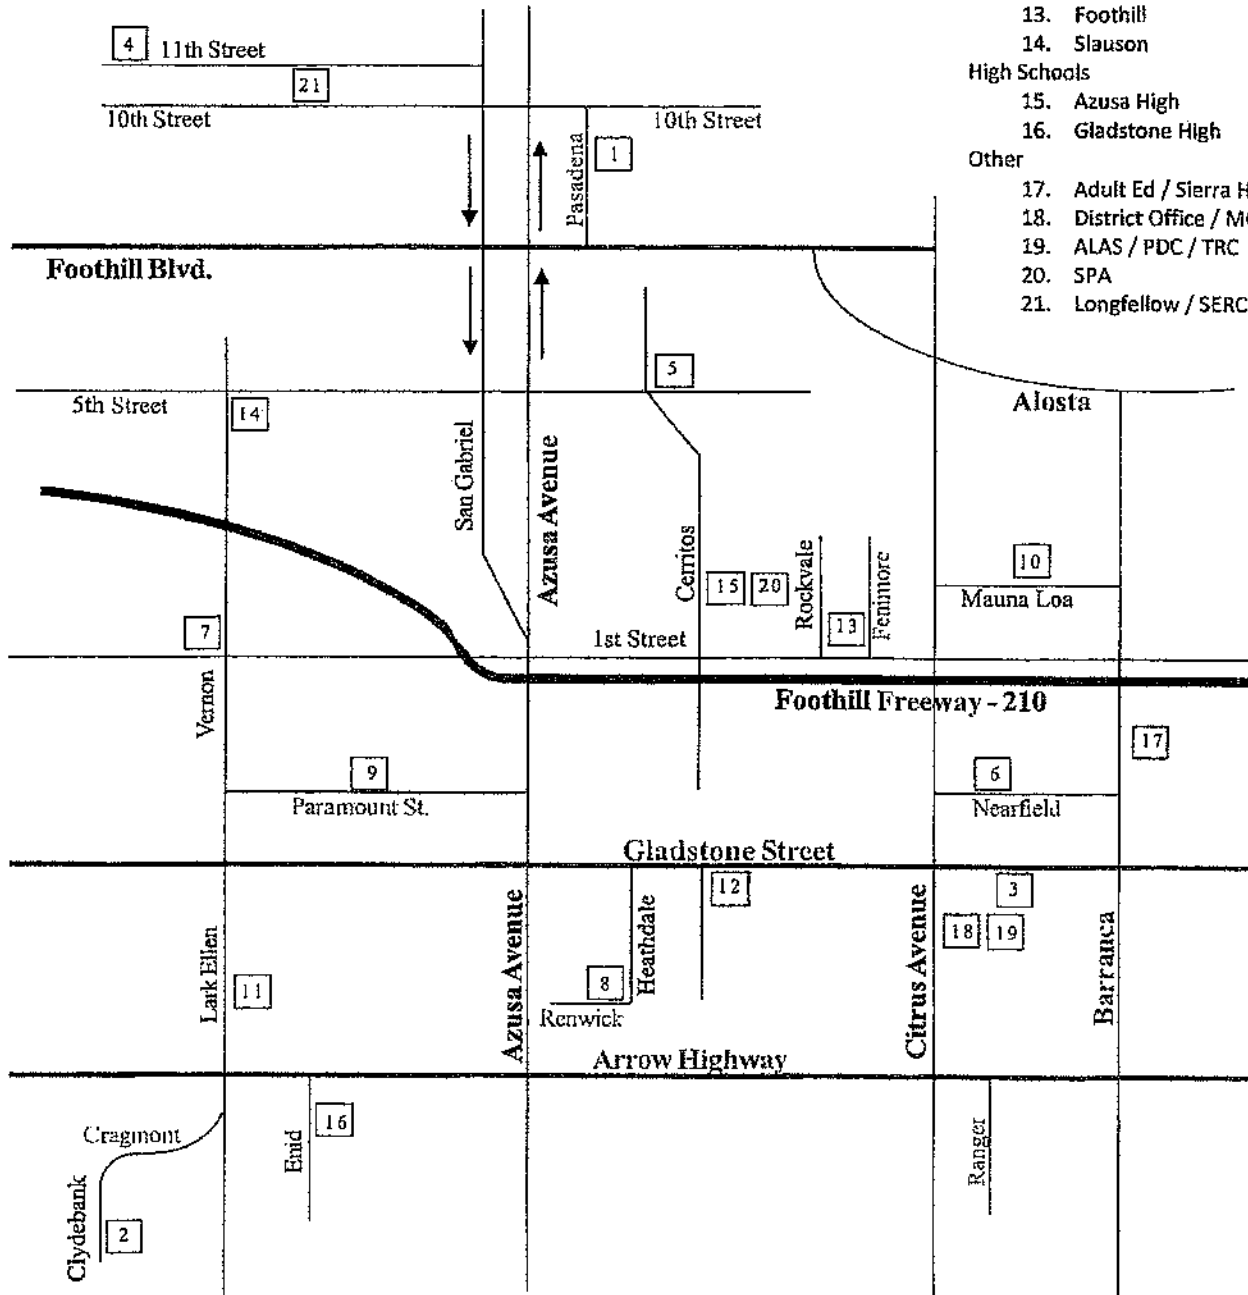 13. Foothill
14. Slauson
High Schools
15. Azusa High
16. Gladstone High
Other
17. Adult Ed / Sierra H
18. District Office / M
19. ALAS / PDC / TRC
20. SPA
21. Longfellow / SERC
4
11th Street
21
10th Street
10th Street
Pasadena
1
Foothill Blvd.
5
5th Street
14
Alosta
San Gabriel
Azusa Avenue
Cerritos
15
20
Rockvale
13
Fenimore
10
Mauna Loa
7
1st Street
Vernon
Foothill Freeway - 210
17
9
Paramount St.
6
Nearfield
Gladstone Street
12
3
18
19
Lark Ellen
11
Azusa Avenue
8
Heathdale
Renwick
Citrus Avenue
Barranca
Arrow Highway
Cragmont
16
Enid
Ranger
Clydebank
2